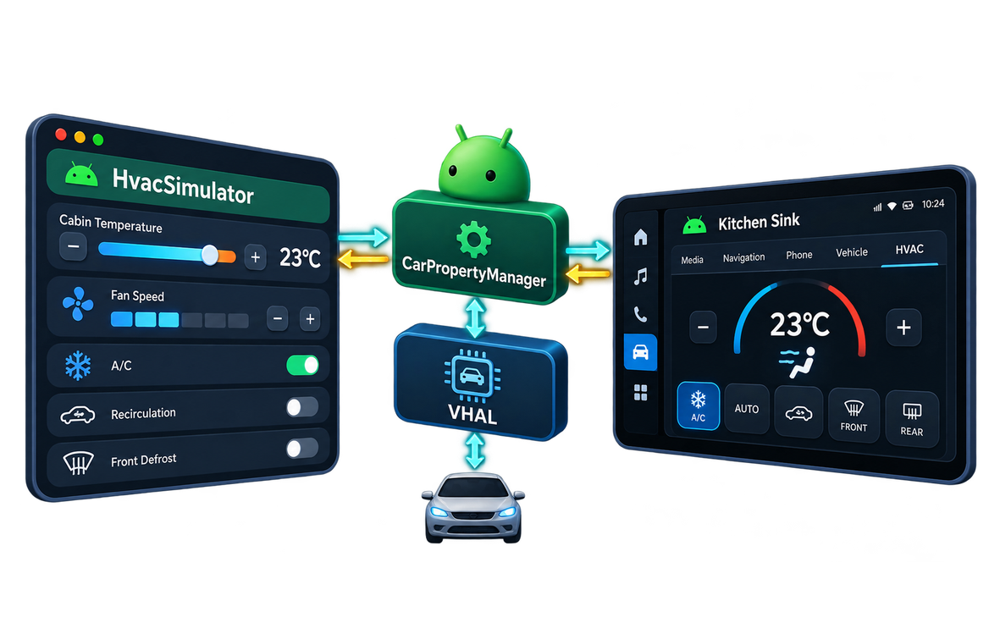 HvacSimulator
Cabin Temperature
− + 23°C
Fan Speed
− +
A/C
Recirculation
Front Defrost
CarPropertyManager
VHAL
10:24
Kitchen Sink
Media Navigation Phone Vehicle HVAC
− 23°C +
A/C AUTO FRONT REAR